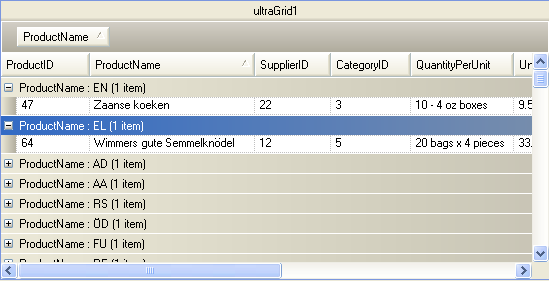 ultraGrid1
ProductName
ProductID ProductName SupplierID CategoryID QuantityPerUnit Un
ProductName : EN (1 item)
47 Zaanse koeken 22 3 10 - 4 oz boxes 9.5
ProductName : EL (1 item)
64 Wimmers gute Semmelknödel 12 5 20 bags x 4 pieces 33.
ProductName : AD (1 item)
ProductName : AA (1 item)
ProductName : RS (1 item)
ProductName : ÖD (1 item)
ProductName : FU (1 item)